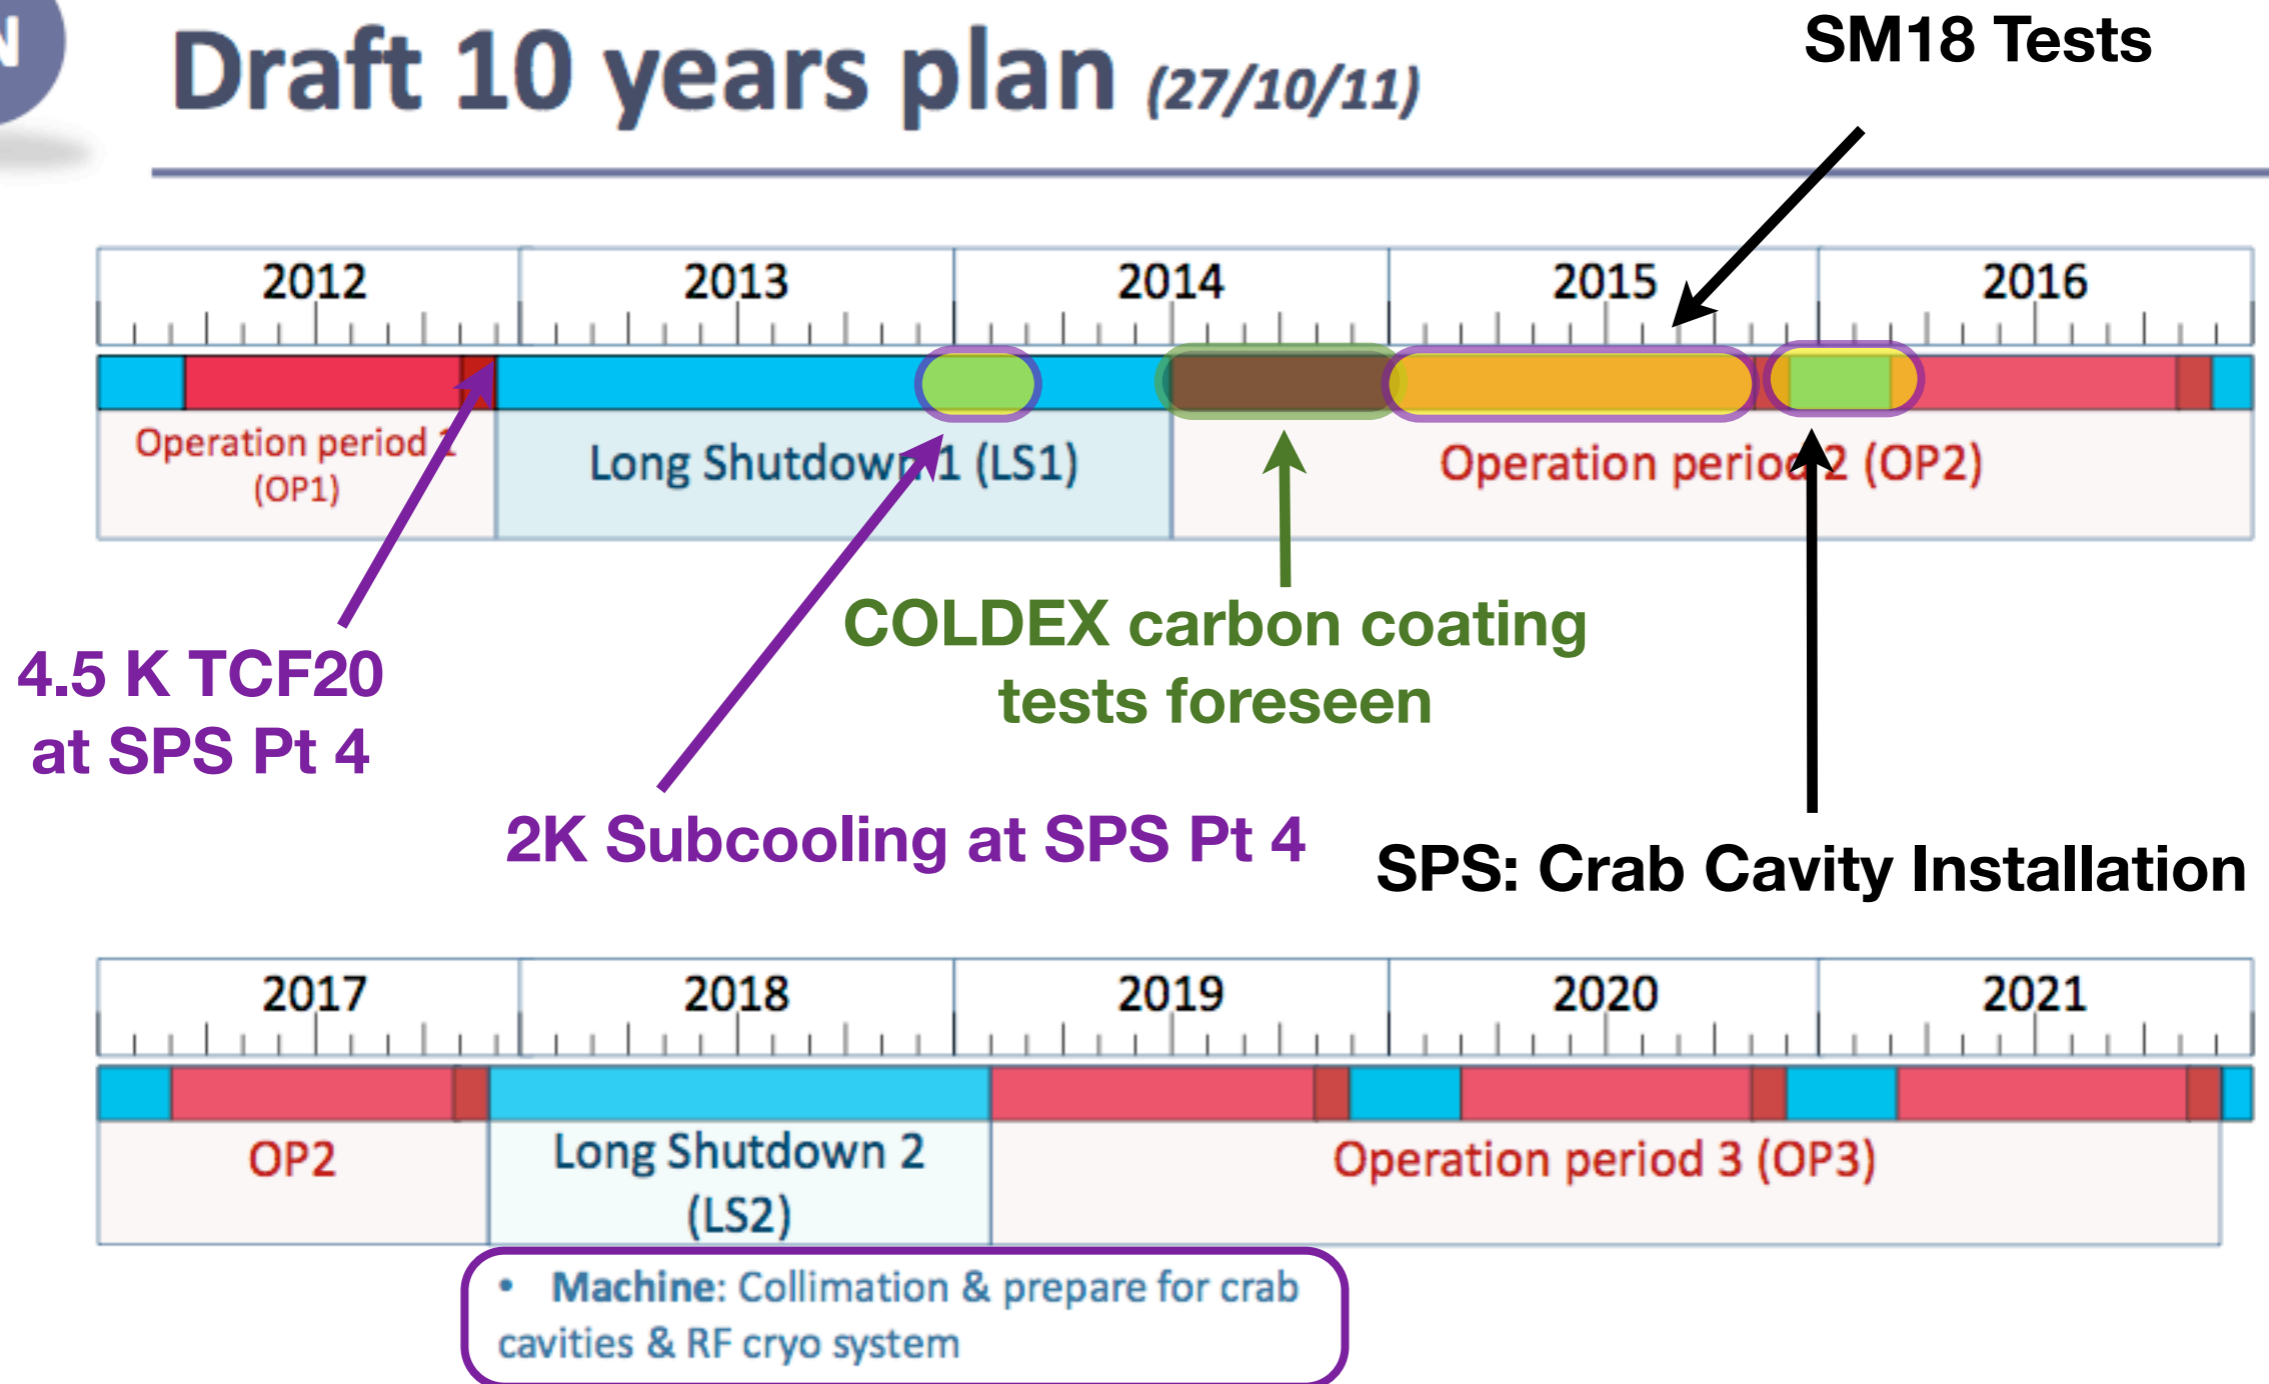 N
Draft 10 years plan (27/10/11)
SM18 Tests
2012 2013 2014 2015 2016
Operation period 1
(OP1)
Long Shutdown 1 (LS1)
Operation period 2 (OP2)
4.5 K TCF20
at SPS Pt 4
COLDEX carbon coating
tests foreseen
2K Subcooling at SPS Pt 4
SPS: Crab Cavity Installation
2017 2018 2019 2020 2021
OP2
Long Shutdown 2
(LS2)
Operation period 3 (OP3)
• Machine: Collimation & prepare for crab
cavities & RF cryo system